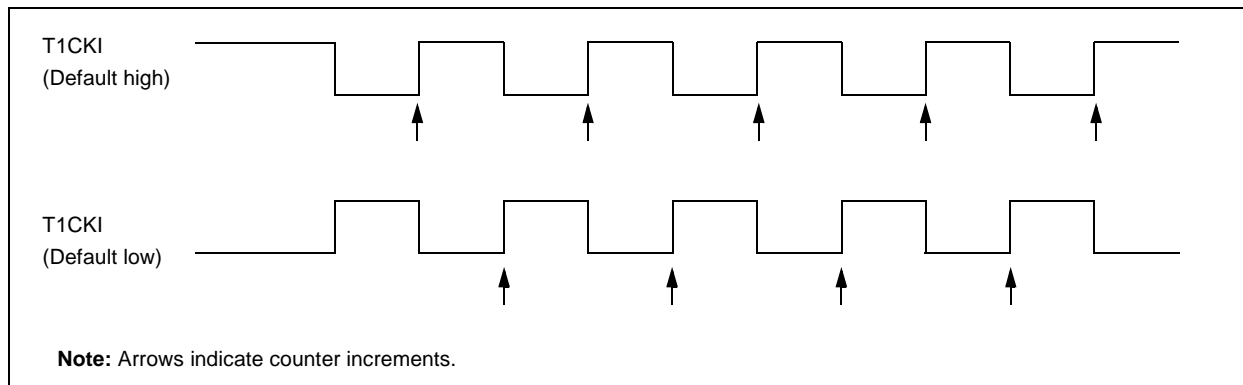 T1CKI
(Default high)
T1CKI
(Default low)
Note: Arrows indicate counter increments.